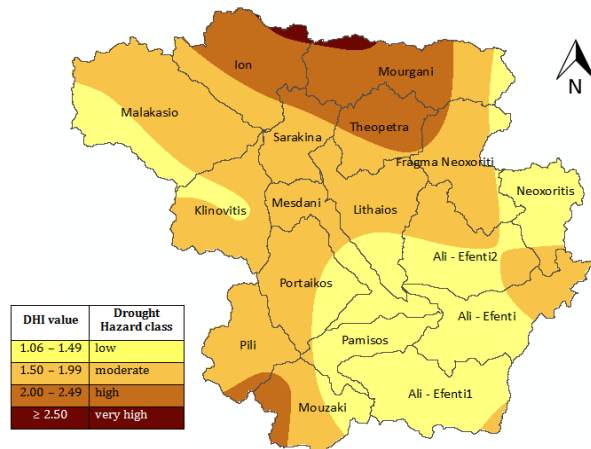 Ion
Mourgani
N
Malakasio
Theopetra
Sarakina
Fragma Neoxoriti
Neoxoritis
Klinovitis
Mesdani
Lithaios
Ali - Efenti2
Portaikos
Ali - Efenti
Pili
Pamisos
Ali - Efenti1
Mouzaki
DHI value
Drought
Hazard class
1.06 – 1.49 low
1.50 – 1.99 moderate
2.00 – 2.49 high
≥ 2.50 very high